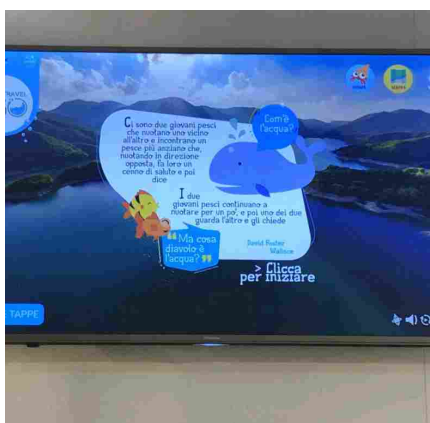 TRAVEL
Ci sono due giovani pesci
che nuotano uno vicino
all'altro e incontrano un
pesce più anziano che,
nuotando in direzione
opposta, fa loro un
cenno di saluto e poi
dice
Com'è
l'acqua?
I due
giovani pesci continuano a
nuotare per un po', e poi uno dei due
guarda l'altro e gli chiede
"Ma cosa
diavolo è
l'acqua?"
David Foster
Wallace
> Clicca
per iniziare
TAPPE